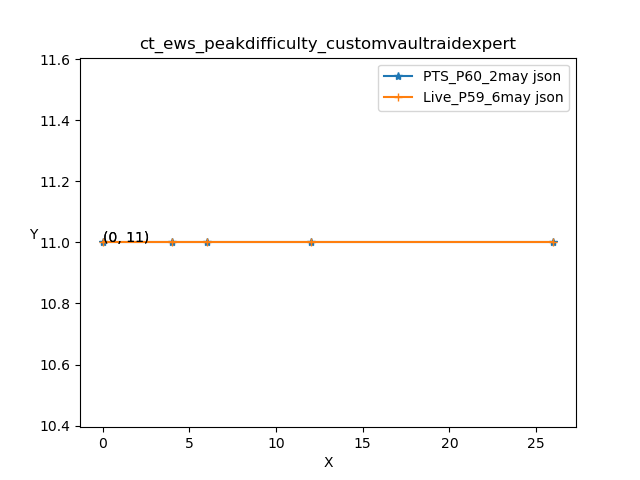 ct_ews_peakdifficulty_customvaultraidexpert
11.6
PTS_P60_2may json
Live_P59_6may json
11.4
11.2
Y
11.0
(0, 11)
10.8
10.6
10.4
0 5 10 15 20 25
X